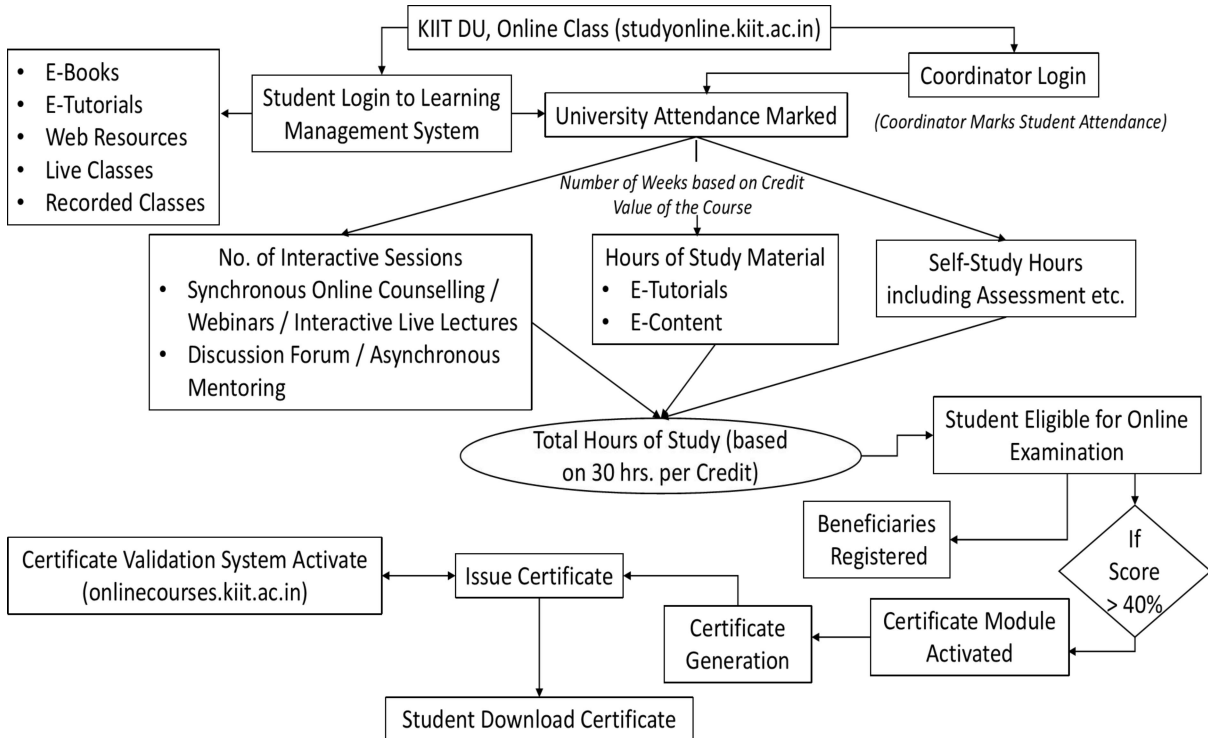 KIIT DU, Online Class (studyonline.kiit.ac.in)
• E-Books
• E-Tutorials
• Web Resources
• Live Classes
• Recorded Classes
Student Login to Learning
Management System
Coordinator Login
University Attendance Marked
(Coordinator Marks Student Attendance)
Number of Weeks based on Credit
Value of the Course
No. of Interactive Sessions
• Synchronous Online Counselling /
Webinars / Interactive Live Lectures
• Discussion Forum / Asynchronous
Mentoring
Hours of Study Material
• E-Tutorials
• E-Content
Self-Study Hours
including Assessment etc.
Total Hours of Study (based
on 30 hrs. per Credit)
Student Eligible for Online
Examination
Beneficiaries
Registered
If
Score
> 40%
Certificate Module
Activated
Certificate
Generation
Issue Certificate
Certificate Validation System Activate
(onlinecourses.kiit.ac.in)
Student Download Certificate